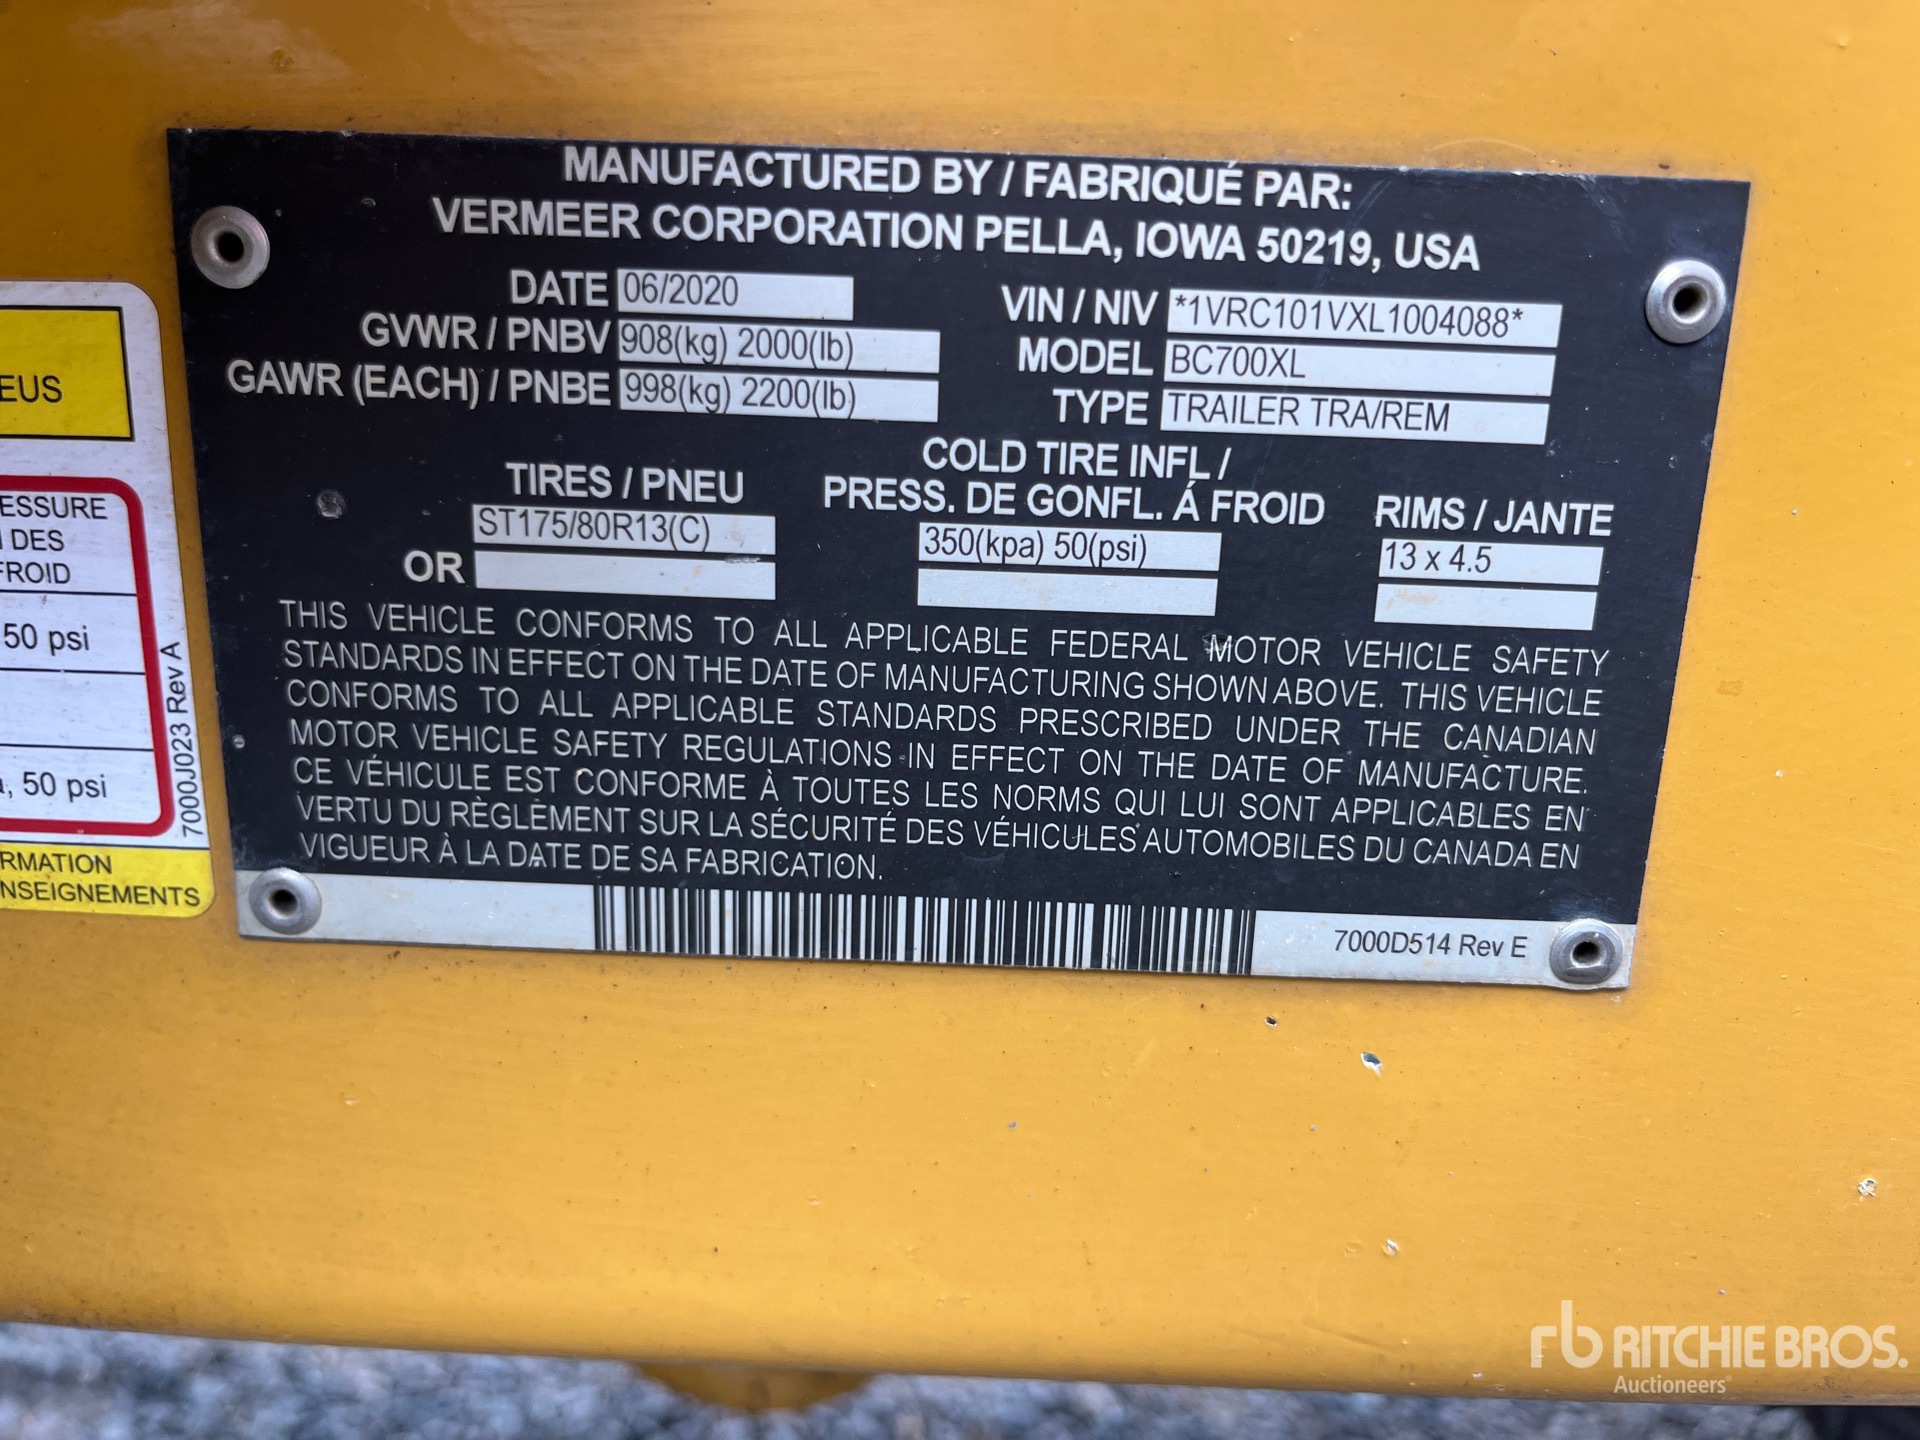 MANUFACTURED BY / FABRIQUÉ PAR:
VERMEER CORPORATION PELLA, IOWA 50219, USA
DATE 06/2020
GVWR / PNBV 908(kg) 2000(lb)
GAWR (EACH) / PNBE 998(kg) 2200(lb)
VIN / NIV *1VRC101VXL1004088*
MODEL BC700XL
TYPE TRAILER TRA/REM
TIRES / PNEU
ST175/80R13(C)
OR
COLD TIRE INFL /
PRESS. DE GONFL. Á FROID
350(kpa) 50(psi)
RIMS / JANTE
13 x 4.5
THIS VEHICLE CONFORMS TO ALL APPLICABLE FEDERAL MOTOR VEHICLE SAFETY
STANDARDS IN EFFECT ON THE DATE OF MANUFACTURING SHOWN ABOVE. THIS VEHICLE
CONFORMS TO ALL APPLICABLE STANDARDS PRESCRIBED UNDER THE CANADIAN
MOTOR VEHICLE SAFETY REGULATIONS IN EFFECT ON THE DATE OF MANUFACTURE.
CE VÉHICULE EST CONFORME À TOUTES LES NORMS QUI LUI SONT APPLICABLES EN
VERTU DU RÈGLEMENT SUR LA SÉCURITÉ DES VÉHICULES AUTOMOBILES DU CANADA EN
VIGUEUR À LA DATE DE SA FABRICATION.
7000D514 Rev E
EUS
ESSURE
DES
FROID
50 psi
, 50 psi
7000J023 Rev A
RMATION
NSEIGNEMENTS
rb RITCHIE BROS.
Auctioneers